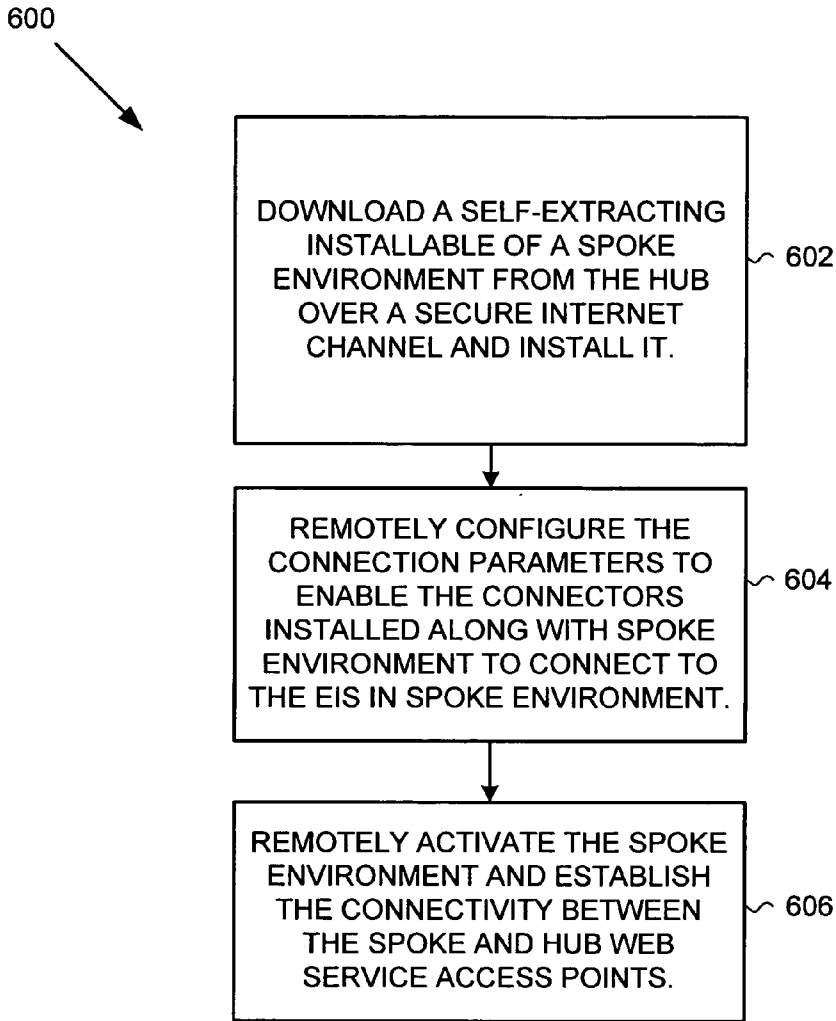 600
DOWNLOAD A SELF-EXTRACTING
INSTALLABLE OF A SPOKE
ENVIRONMENT FROM THE HUB
OVER A SECURE INTERNET
CHANNEL AND INSTALL IT.
602
REMOTELY CONFIGURE THE
CONNECTION PARAMETERS TO
ENABLE THE CONNECTORS
INSTALLED ALONG WITH SPOKE
ENVIRONMENT TO CONNECT TO
THE EIS IN SPOKE ENVIRONMENT.
604
REMOTELY ACTIVATE THE SPOKE
ENVIRONMENT AND ESTABLISH
THE CONNECTIVITY BETWEEN
THE SPOKE AND HUB WEB
SERVICE ACCESS POINTS.
606